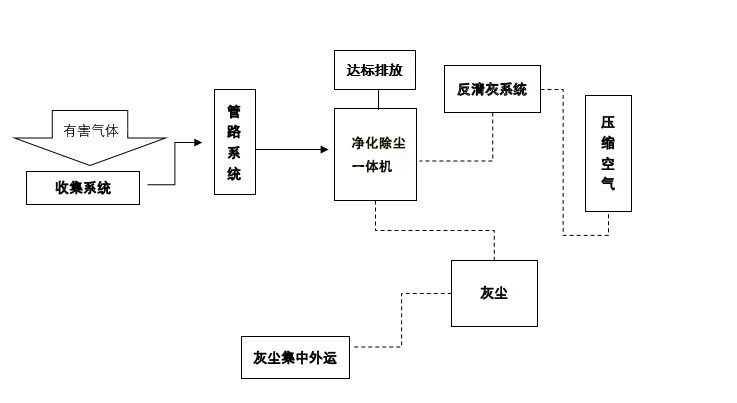 达标排放
反清灰系统
有害气体
管路系统
净化除尘
一体机
压缩空气
收集系统
灰尘
灰尘集中外运